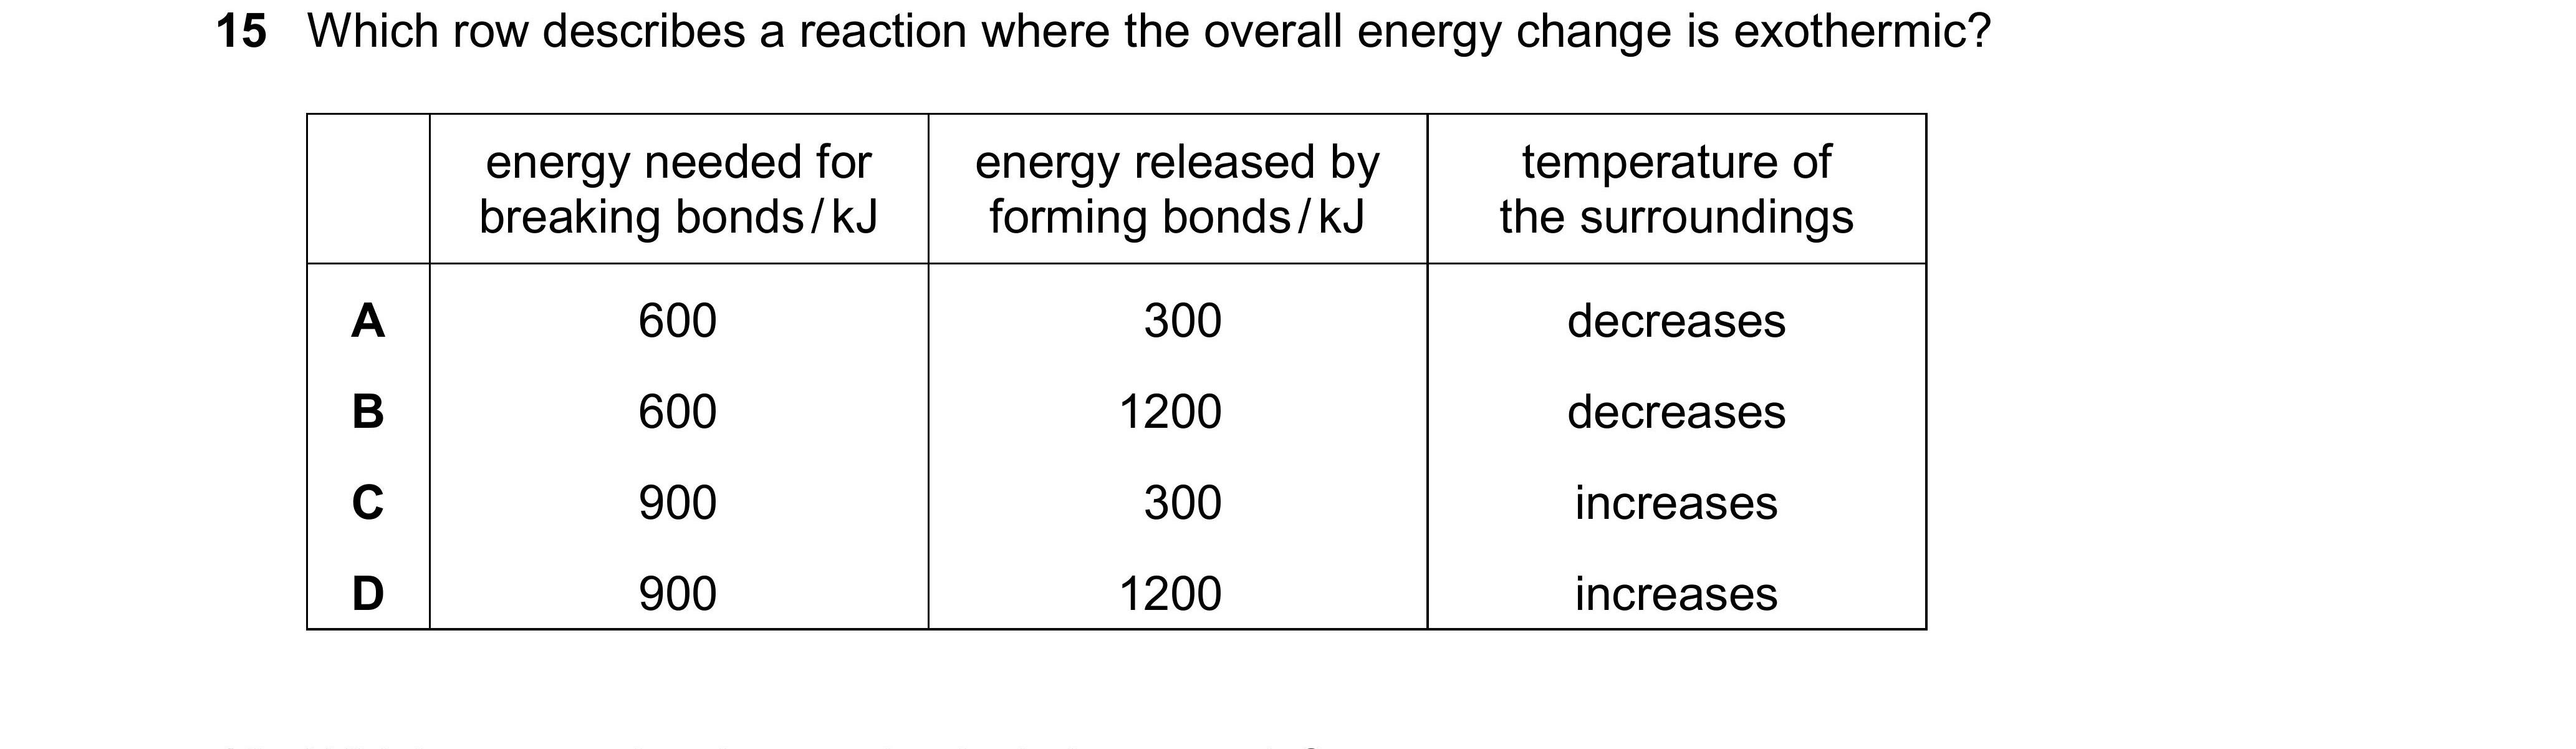 15 Which row describes a reaction where the overall energy change is exothermic?
energy needed for breaking bonds / kJ
energy released by forming bonds / kJ
temperature of the surroundings
A 600 300 decreases
B 600 1200 decreases
C 900 300 increases
D 900 1200 increases